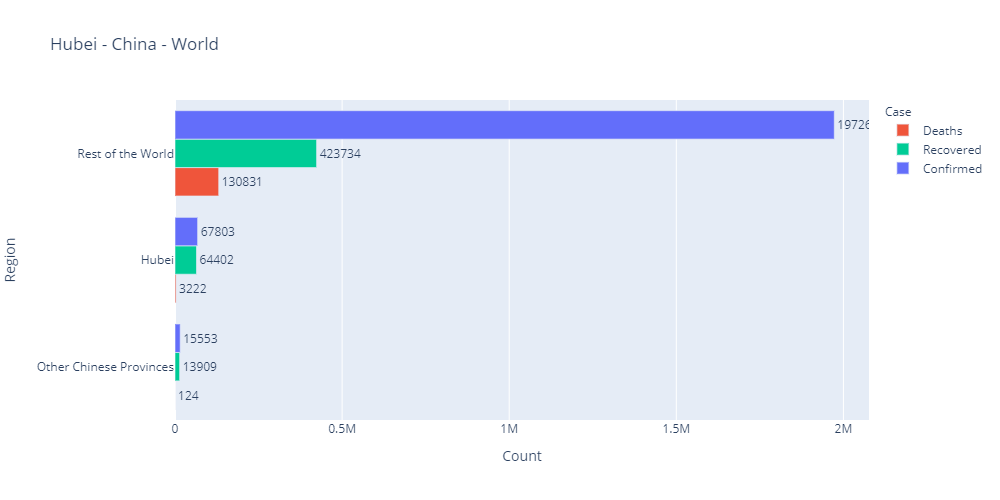 Hubei - China - World
Case
Deaths
Recovered
Confirmed
Region
Rest of the World
423734
130831
Hubei
67803
64402
3222
Other Chinese Provinces
15553
13909
124
0
0.5M
1M
1.5M
2M
Count